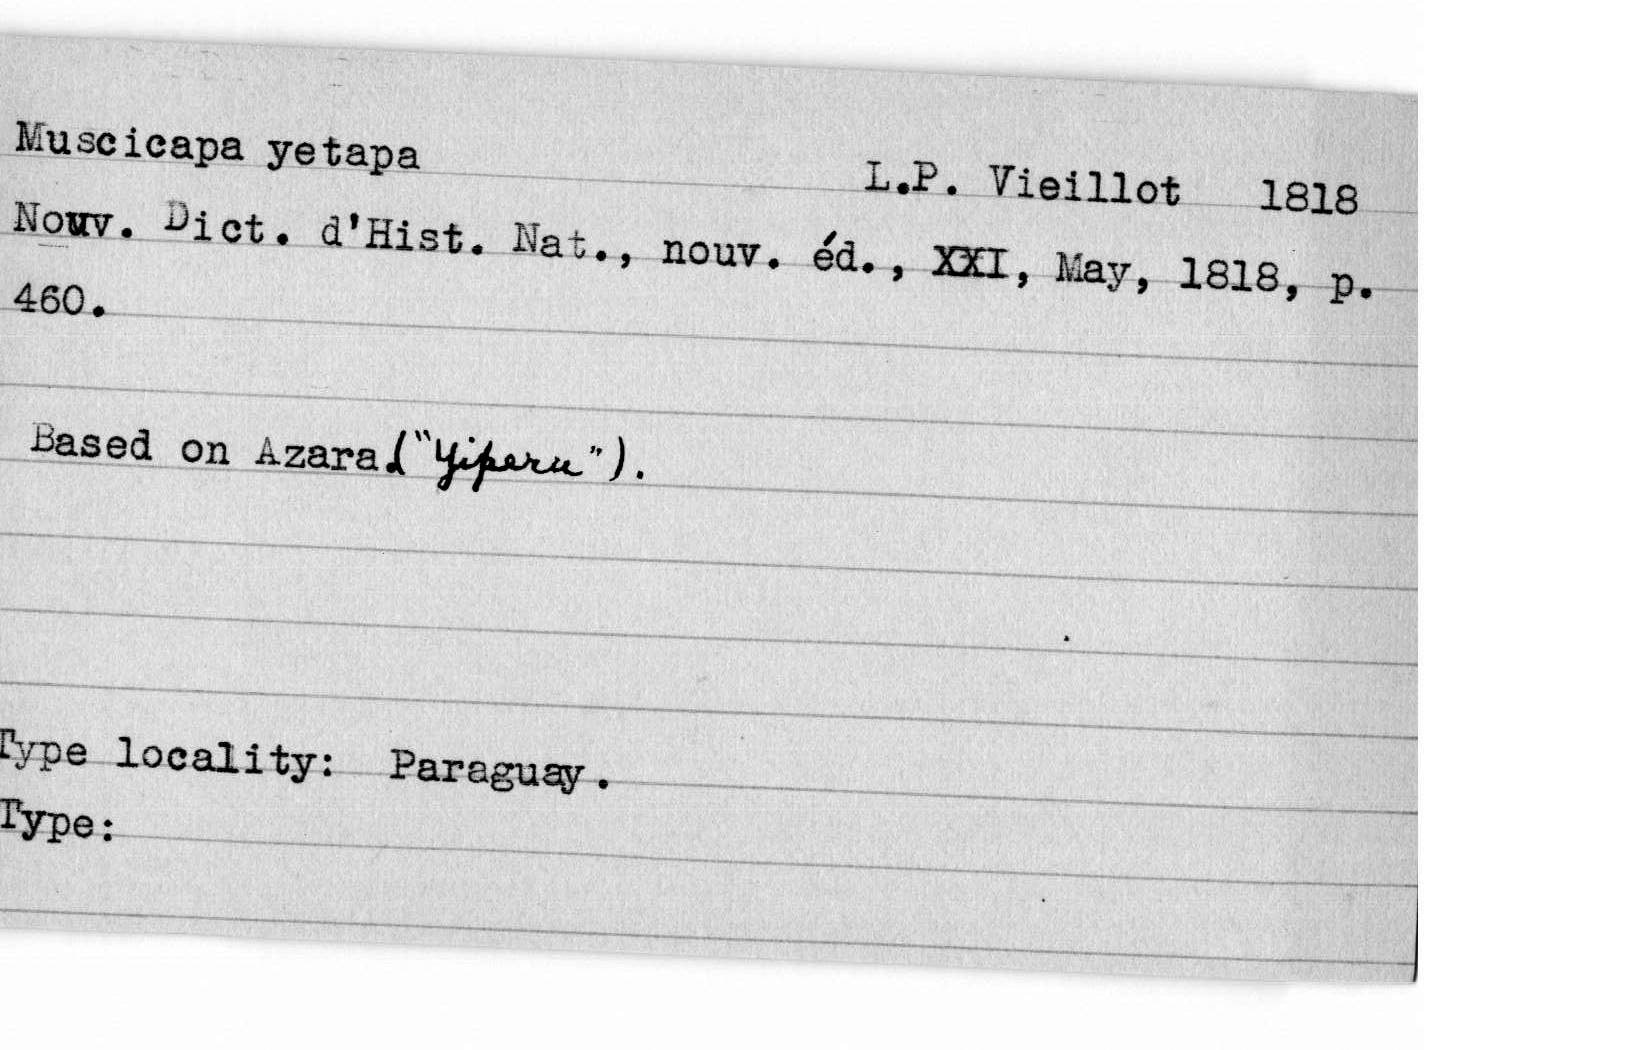 Muscicapa yetapa L.P. Vieillot 1818
Nouv. Dict. d'Hist. Nat., nouv. éd., XXI, May, 1818, p.
460.
Based on Azara ("Yiperu").
Type locality: Paraguay.
Type: